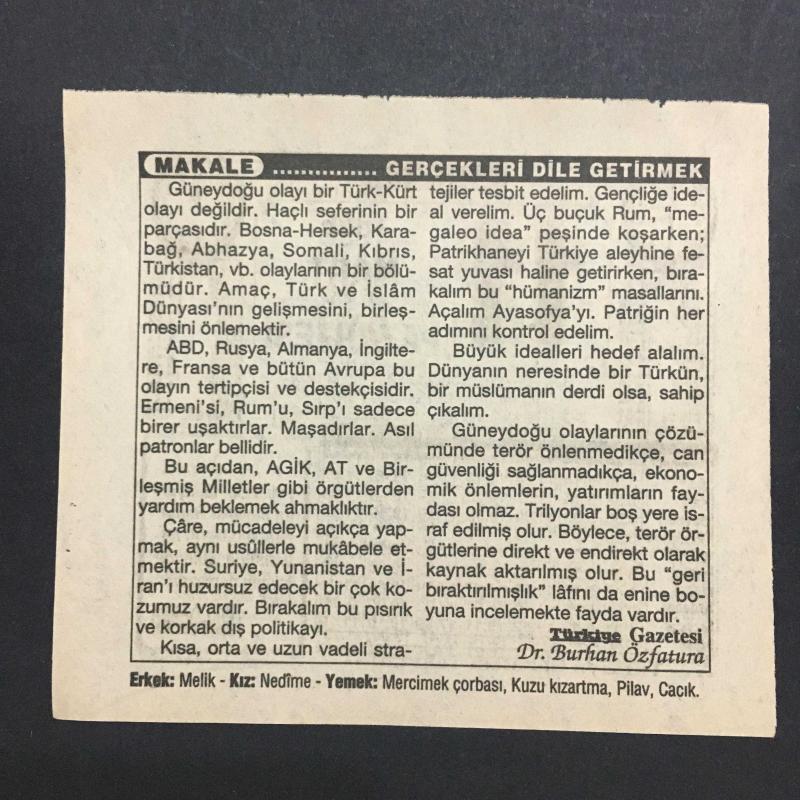 MAKALE ............... GERÇEKLERİ DİLE GETİRMEK
Güneydoğu olayı bir Türk-Kürt
olayı değildir. Haçlı seferinin bir
parçasıdır. Bosna-Hersek, Kara-
bağ, Abhazya, Somali, Kıbrıs,
Türkistan, vb. olaylarının bir bölü-
müdür. Amaç, Türk ve İslâm
Dünyası'nın gelişmesini, birleş-
mesini önlemektir.
ABD, Rusya, Almanya, İngilte-
re, Fransa ve bütün Avrupa bu
olayın tertipçisi ve destekçisidir.
Ermeni'si, Rum'u, Sırp'ı sadece
birer uşaktırlar. Maşadırlar. Asıl
patronlar bellidir.
Bu açıdan, AGİK, AT ve Bir-
leşmiş Milletler gibi örgütlerden
yardım beklemek ahmaklıktır.
Çâre, mücadeleyi açıkça yap-
mak, aynı usûllerle mukâbele et-
mektir. Suriye, Yunanistan ve İ-
ran'ı huzursuz edecek bir çok ko-
zumuz vardır. Bırakalım bu pısırık
ve korkak dış politikayı.
Kısa, orta ve uzun vadeli stra-
tejiler tesbit edelim. Gençliğe ide-
al verelim. Üç buçuk Rum, "me-
galeo idea" peşinde koşarken;
Patrikhaneyi Türkiye aleyhine fe-
sat yuvası haline getirirken, bıra-
kalım bu "hümanizm" masallarını.
Açalım Ayasofya'yı. Patriğin her
adımını kontrol edelim.
Büyük idealleri hedef alalım.
Dünyanın neresinde bir Türkün,
bir müslümanın derdi olsa, sahip
çıkalım.
Güneydoğu olaylarının çözü-
münde terör önlenmedikçe, can
güvenliği sağlanmadıkça, ekono-
mik önlemlerin, yatırımların fay-
dası olmaz. Trilyonlar boş yere is-
raf edilmiş olur. Böylece, terör ör-
gütlerine direkt ve endirekt olarak
kaynak aktarılmış olur. Bu "geri
bıraktırılmışlık" lâfını da enine bo-
yuna incelemekte fayda vardır.
Türkiye Gazetesi
Dr. Burhan Özfatura
Erkek: Melik - Kız: Nedîme - Yemek: Mercimek çorbası, Kuzu kızartma, Pilav, Cacık.